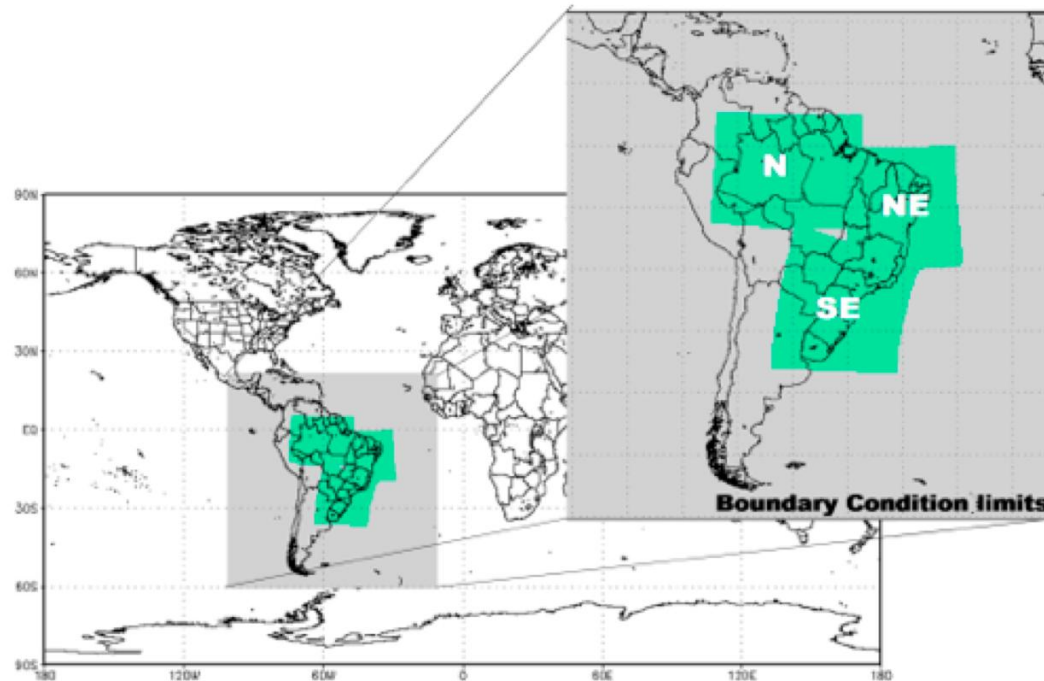 N
NE
SE
Boundary Condition limits
90N
60N
30N
EQ
30S
60S
90S
180 120W 60W 0 60E 120E 180